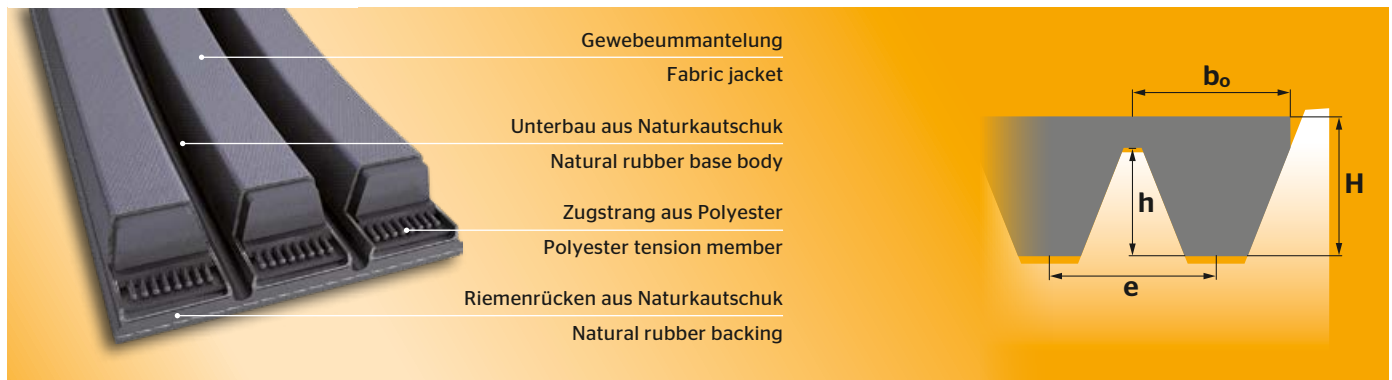 Gewebeummantelung
Fabric jacket
Unterbau aus Naturkautschuk
Natural rubber base body
Zugstrang aus Polyester
Polyester tension member
Riemenrücken aus Naturkautschuk
Natural rubber backing
bo
H
h
e